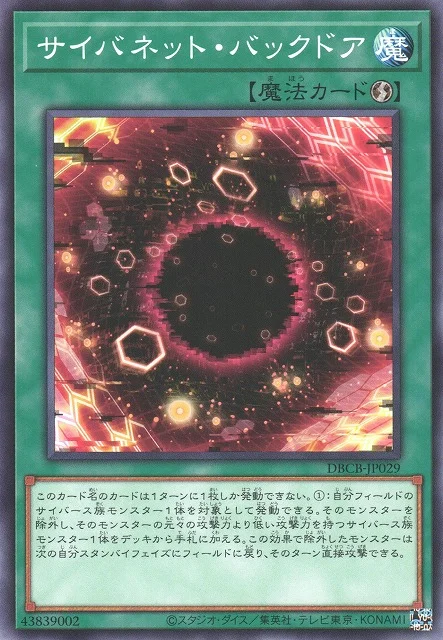 サイバネット・バックドア 魔
【魔法カード】
DBCB-JP029
このカード名のカードは1ターンに1枚しか発動できない。①：自分フィールドの
サイバース族モンスター1体を対象として発動できる。そのモンスターを
除外し、そのモンスターの元々の攻撃力より低い攻撃力を持つサイバース族
モンスター1体をデッキから手札に加える。この効果で除外したモンスターは
次の自分スタンバイフェイズにフィールドに戻り、そのターン直接攻撃できる。
43839002 ©スタジオ・ダイス／集英社・テレビ東京・KONAMI